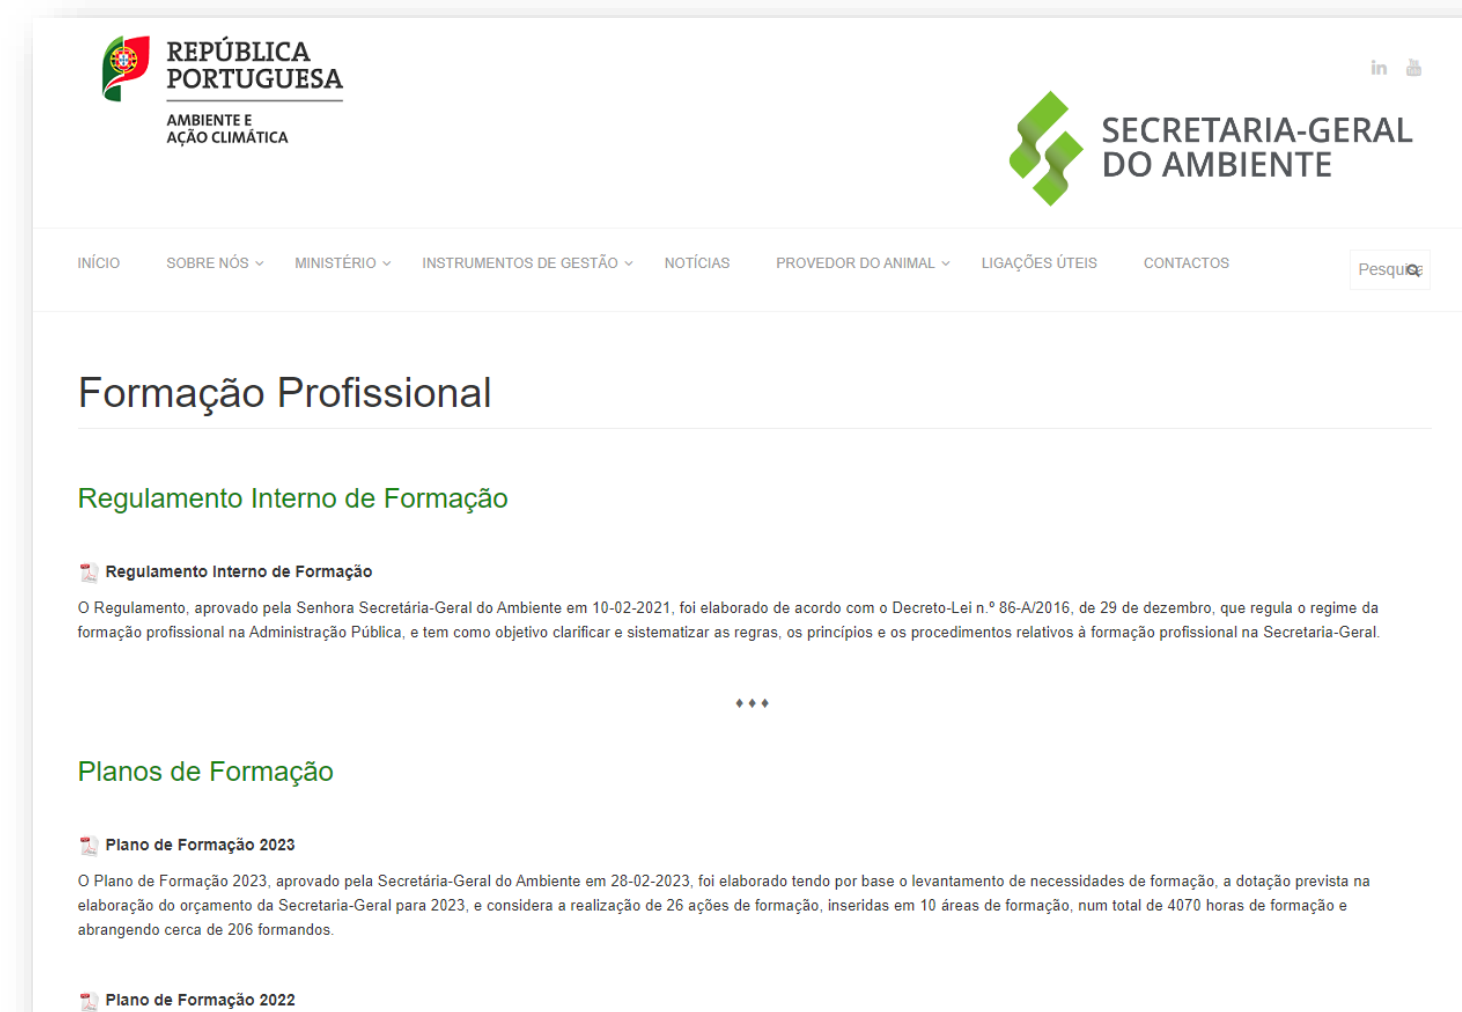 REPÚBLICA
PORTUGUESA
AMBIENTE E
AÇÃO CLIMÁTICA
in
SECRETARIA-GERAL
DO AMBIENTE
INÍCIO SOBRE NÓS MINISTÉRIO INSTRUMENTOS DE GESTÃO NOTÍCIAS PROVEDOR DO ANIMAL LIGAÇÕES ÚTEIS CONTACTOS
Formação Profissional
Regulamento Interno de Formação
Regulamento Interno de Formação
O Regulamento, aprovado pela Senhora Secretária-Geral do Ambiente em 10-02-2021, foi elaborado de acordo com o Decreto-Lei n.º 86-A/2016, de 29 de dezembro, que regula o regime da
formação profissional na Administração Pública, e tem como objetivo clarificar e sistematizar as regras, os princípios e os procedimentos relativos à formação profissional na Secretaria-Geral.
♦ ♦ ♦
Planos de Formação
Plano de Formação 2023
O Plano de Formação 2023, aprovado pela Secretária-Geral do Ambiente em 28-02-2023, foi elaborado tendo por base o levantamento de necessidades de formação, a dotação prevista na
elaboração do orçamento da Secretaria-Geral para 2023, e considera a realização de 26 ações de formação, inseridas em 10 áreas de formação, num total de 4070 horas de formação e
abrangendo cerca de 206 formandos.
Plano de Formação 2022